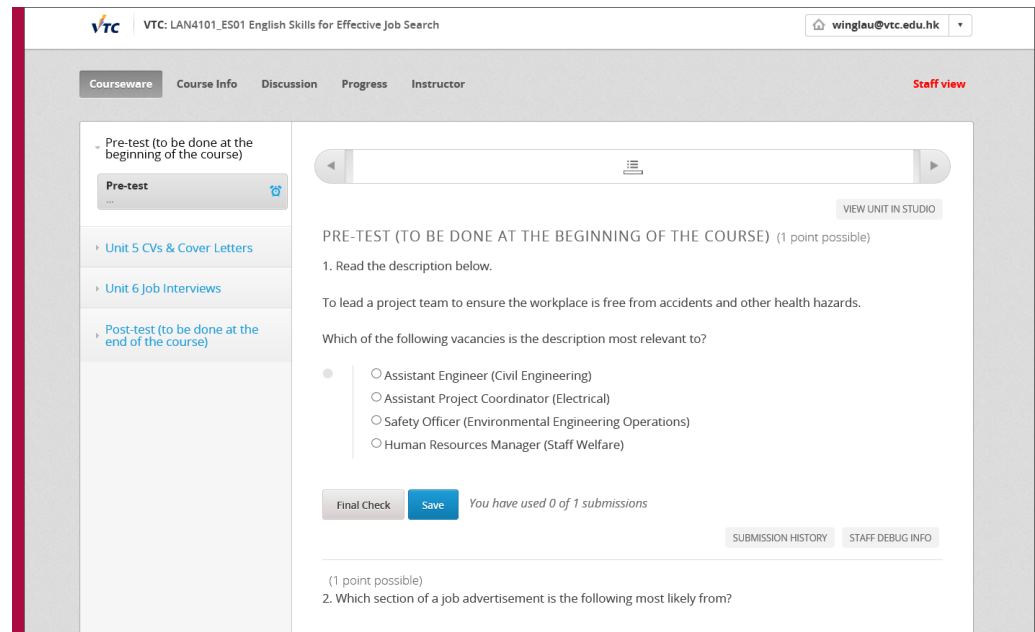 VTC VTC: LAN4101_ES01 English Skills for Effective Job Search winglau@vtc.edu.hk
Courseware Course Info Discussion Progress Instructor Staff view
Pre-test (to be done at the
beginning of the course)
Pre-test
...
Unit 5 CVs & Cover Letters
Unit 6 Job Interviews
Post-test (to be done at the
end of the course)
VIEW UNIT IN STUDIO
PRE-TEST (TO BE DONE AT THE BEGINNING OF THE COURSE) (1 point possible)
1. Read the description below.
To lead a project team to ensure the workplace is free from accidents and other health hazards.
Which of the following vacancies is the description most relevant to?
Assistant Engineer (Civil Engineering)
Assistant Project Coordinator (Electrical)
Safety Officer (Environmental Engineering Operations)
Human Resources Manager (Staff Welfare)
Final Check Save You have used 0 of 1 submissions
SUBMISSION HISTORY STAFF DEBUG INFO
(1 point possible)
2. Which section of a job advertisement is the following most likely from?